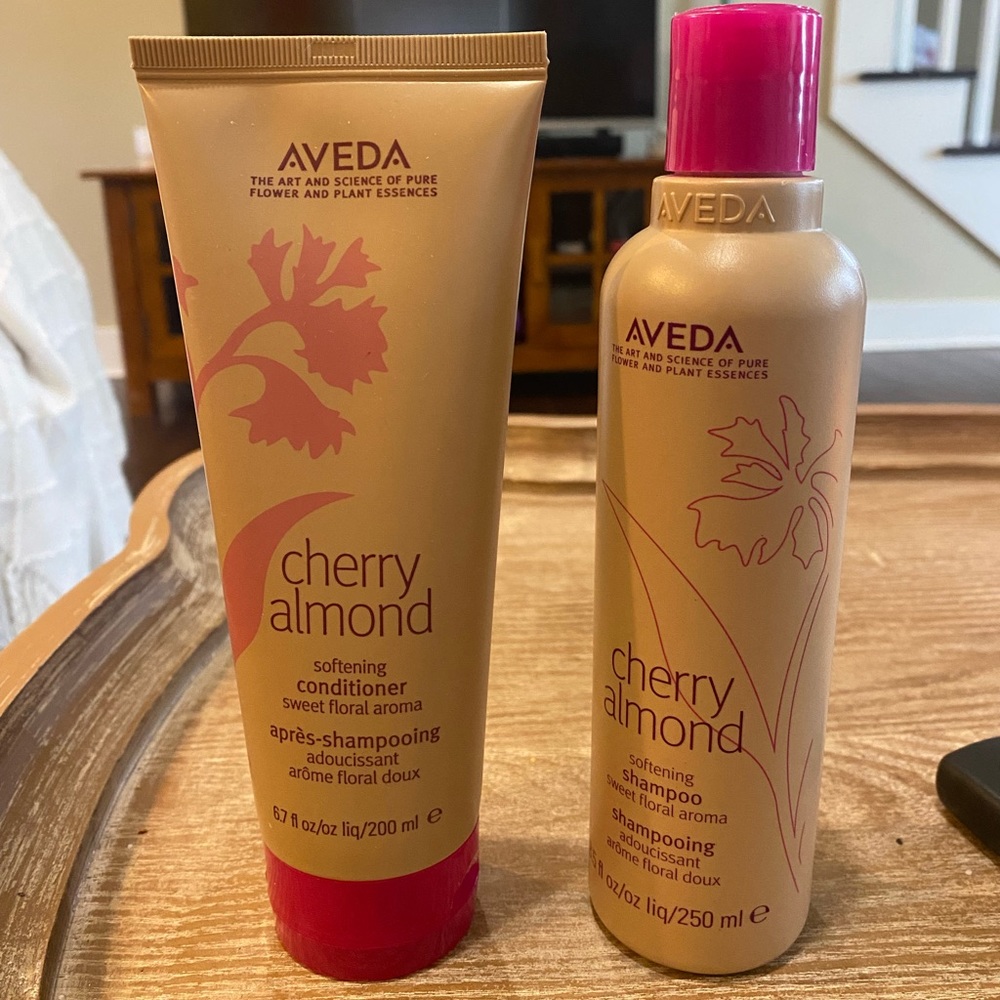 AVEDA
THE ART AND SCIENCE OF PURE
FLOWER AND PLANT ESSENCES
cherry
almond
softening
conditioner
sweet floral aroma
après-shampooing
adoucissant
arôme floral doux
6.7 fl oz/oz liq/200 ml e
AVEDA
AVEDA
THE ART AND SCIENCE OF PURE
FLOWER AND PLANT ESSENCES
cherry
almond
softening
shampoo
sweet floral aroma
shampooing
adoucissant
arôme floral doux
fl oz/oz liq/250 ml e